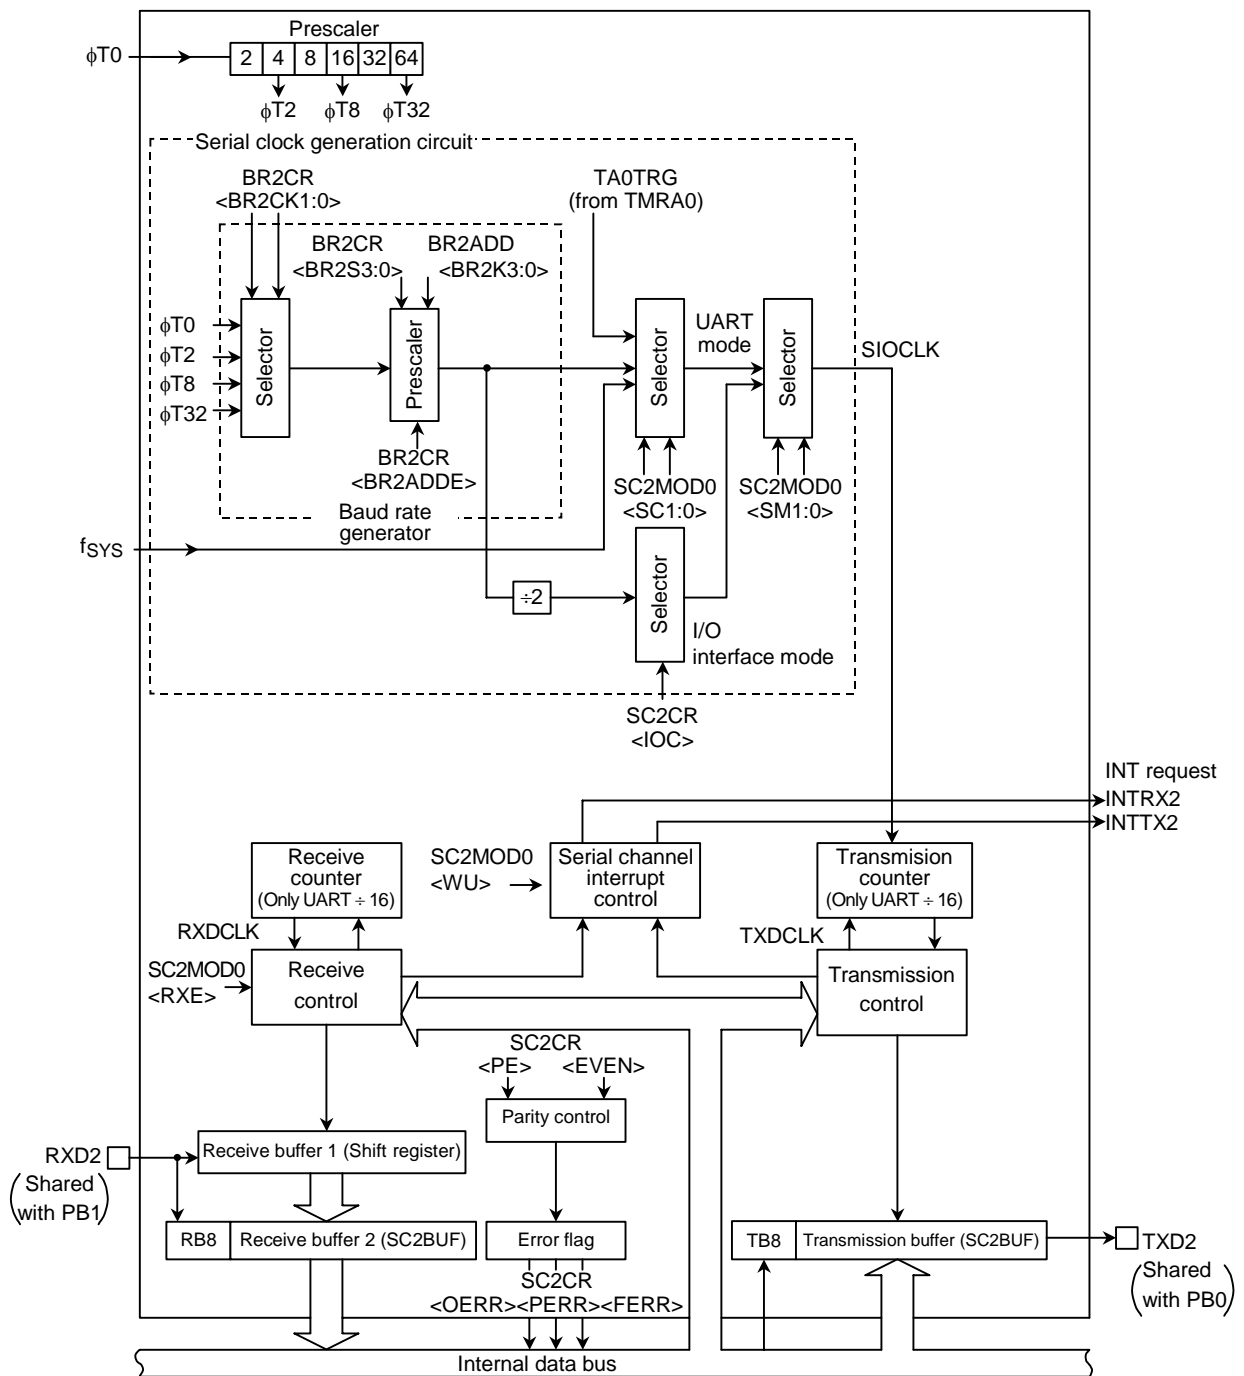 Prescaler
ϕT0
2 4 8 16 32 64
ϕT2 ϕT8 ϕT32
Serial clock generation circuit
BR2CR
<BR2CK1:0>
TA0TRG
(from TMRA0)
BR2CR
<BR2S3:0>
BR2ADD
<BR2K3:0>
ϕT0
ϕT2
ϕT8
ϕT32
Selector
Prescaler
Selector
UART
mode
Selector
SIOCLK
BR2CR
<BR2ADDE>
SC2MOD0
<SC1:0>
SC2MOD0
<SM1:0>
Baud rate
generator
fSYS
÷2
Selector
I/O
interface mode
SC2CR
<IOC>
INT request
INTRX2
INTTX2
Receive
counter
(Only UART ÷ 16)
SC2MOD0
<WU>
Serial channel
interrupt
control
Transmision
counter
(Only UART ÷ 16)
RXDCLK
TXDCLK
SC2MOD0
<RXE>
Receive
control
Transmission
control
SC2CR
<PE> <EVEN>
Parity control
RXD2
(Shared
with PB1)
Receive buffer 1 (Shift register)
RB8
Receive buffer 2 (SC2BUF)
Error flag
TB8
Transmission buffer (SC2BUF)
TXD2
(Shared
with PB0)
SC2CR
<OERR><PERR><FERR>
Internal data bus